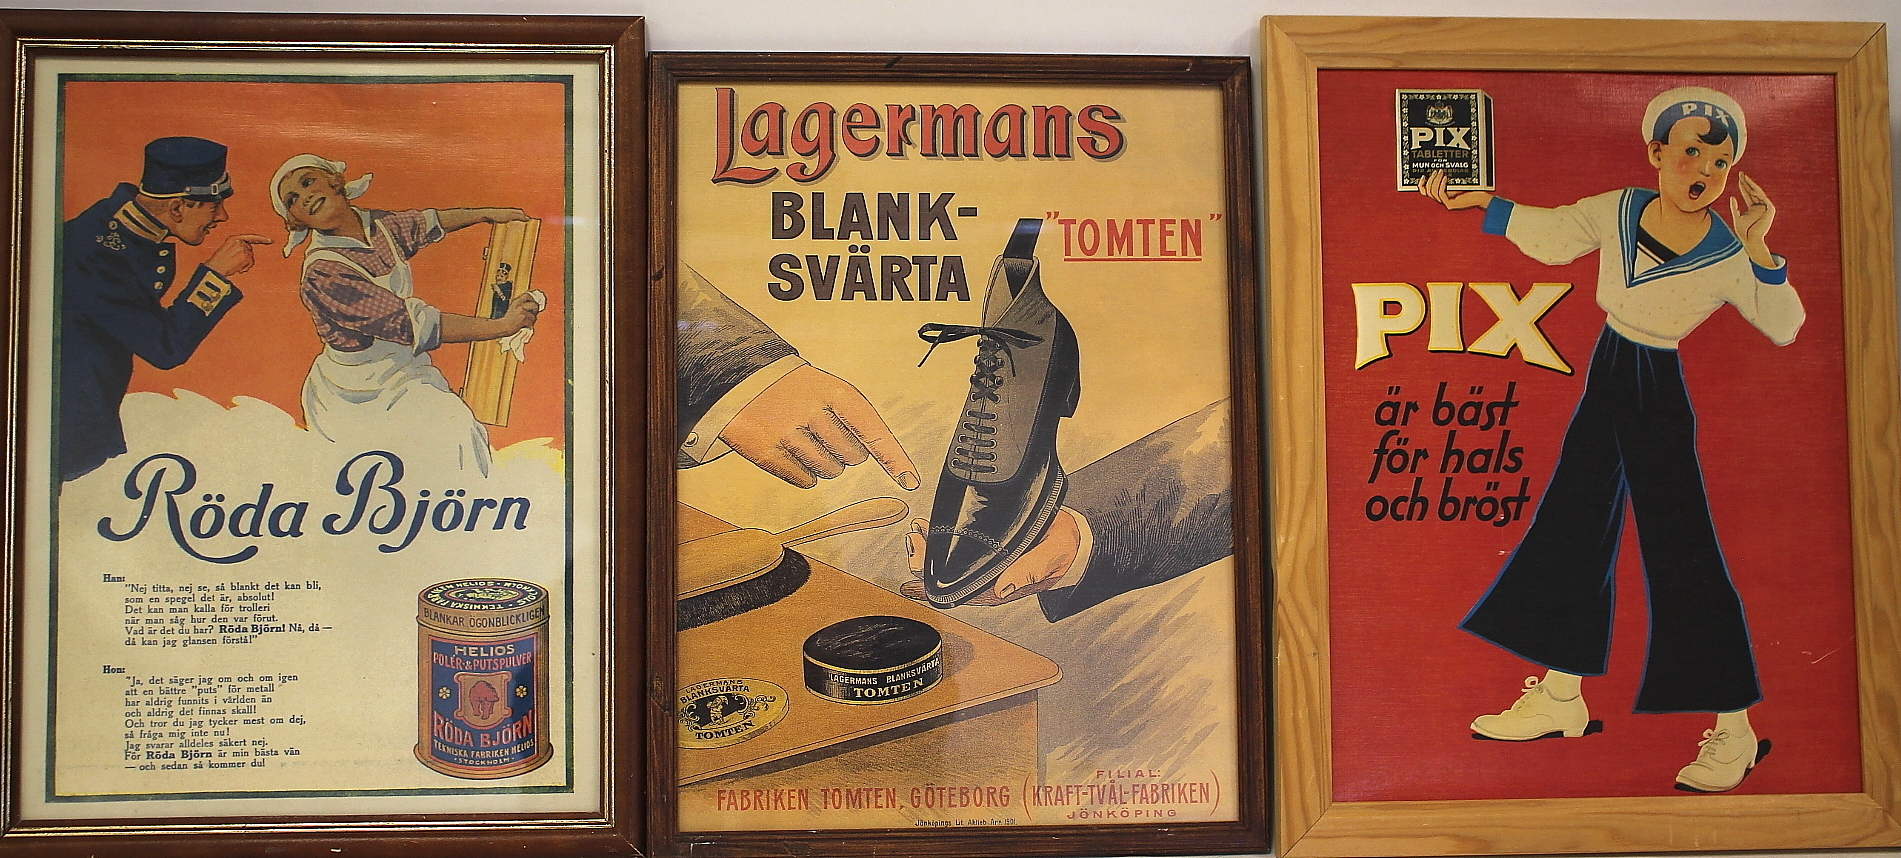 Röda Björn
Han:
"Nej titta, nej se, så blankt det kan bli,
som en spegel det är, absolut!
Det kan man kalla för trolleri
när man såg hur den var förut.
Vad är det du har? Röda Björn! Nå, då —
då kan jag glansen förstå!"
Hon:
"Ja, det säger jag om och om igen
att en bättre "puts" för metall
har aldrig funnits i världen än
och aldrig det finnas skall!
Och tror du jag tycker mest om dej,
så fråga mig inte nu!
Jag svarar alldeles säkert nej.
För Röda Björn är min bästa vän
— och sedan så kommer du!
BLANKAR ÖGONBLICKLIGEN
HELIOS
POLÉR-&PUTSPULVER
RÖDA BJÖRN
TEKNISKA FABRIKEN HELIOS
·STOCKHOLM·
Lagermans
BLANK-
SVÄRTA
"TOMTEN"
LAGERMANS BLANKSVÄRTA
TOMTEN
LAGERMANS
BLANKSVÄRTA
TOMTEN
FABRIKEN TOMTEN, GÖTEBORG
FILIAL:
(KRAFT-TVÅL-FABRIKEN)
JÖNKÖPING
Jönköpings Lit. Aktieb. Arr. 1901.
PIX
PIX
TABLETTER
FÖR
MUN OCH SVALG
PIX
är bäst
för hals
och bröst